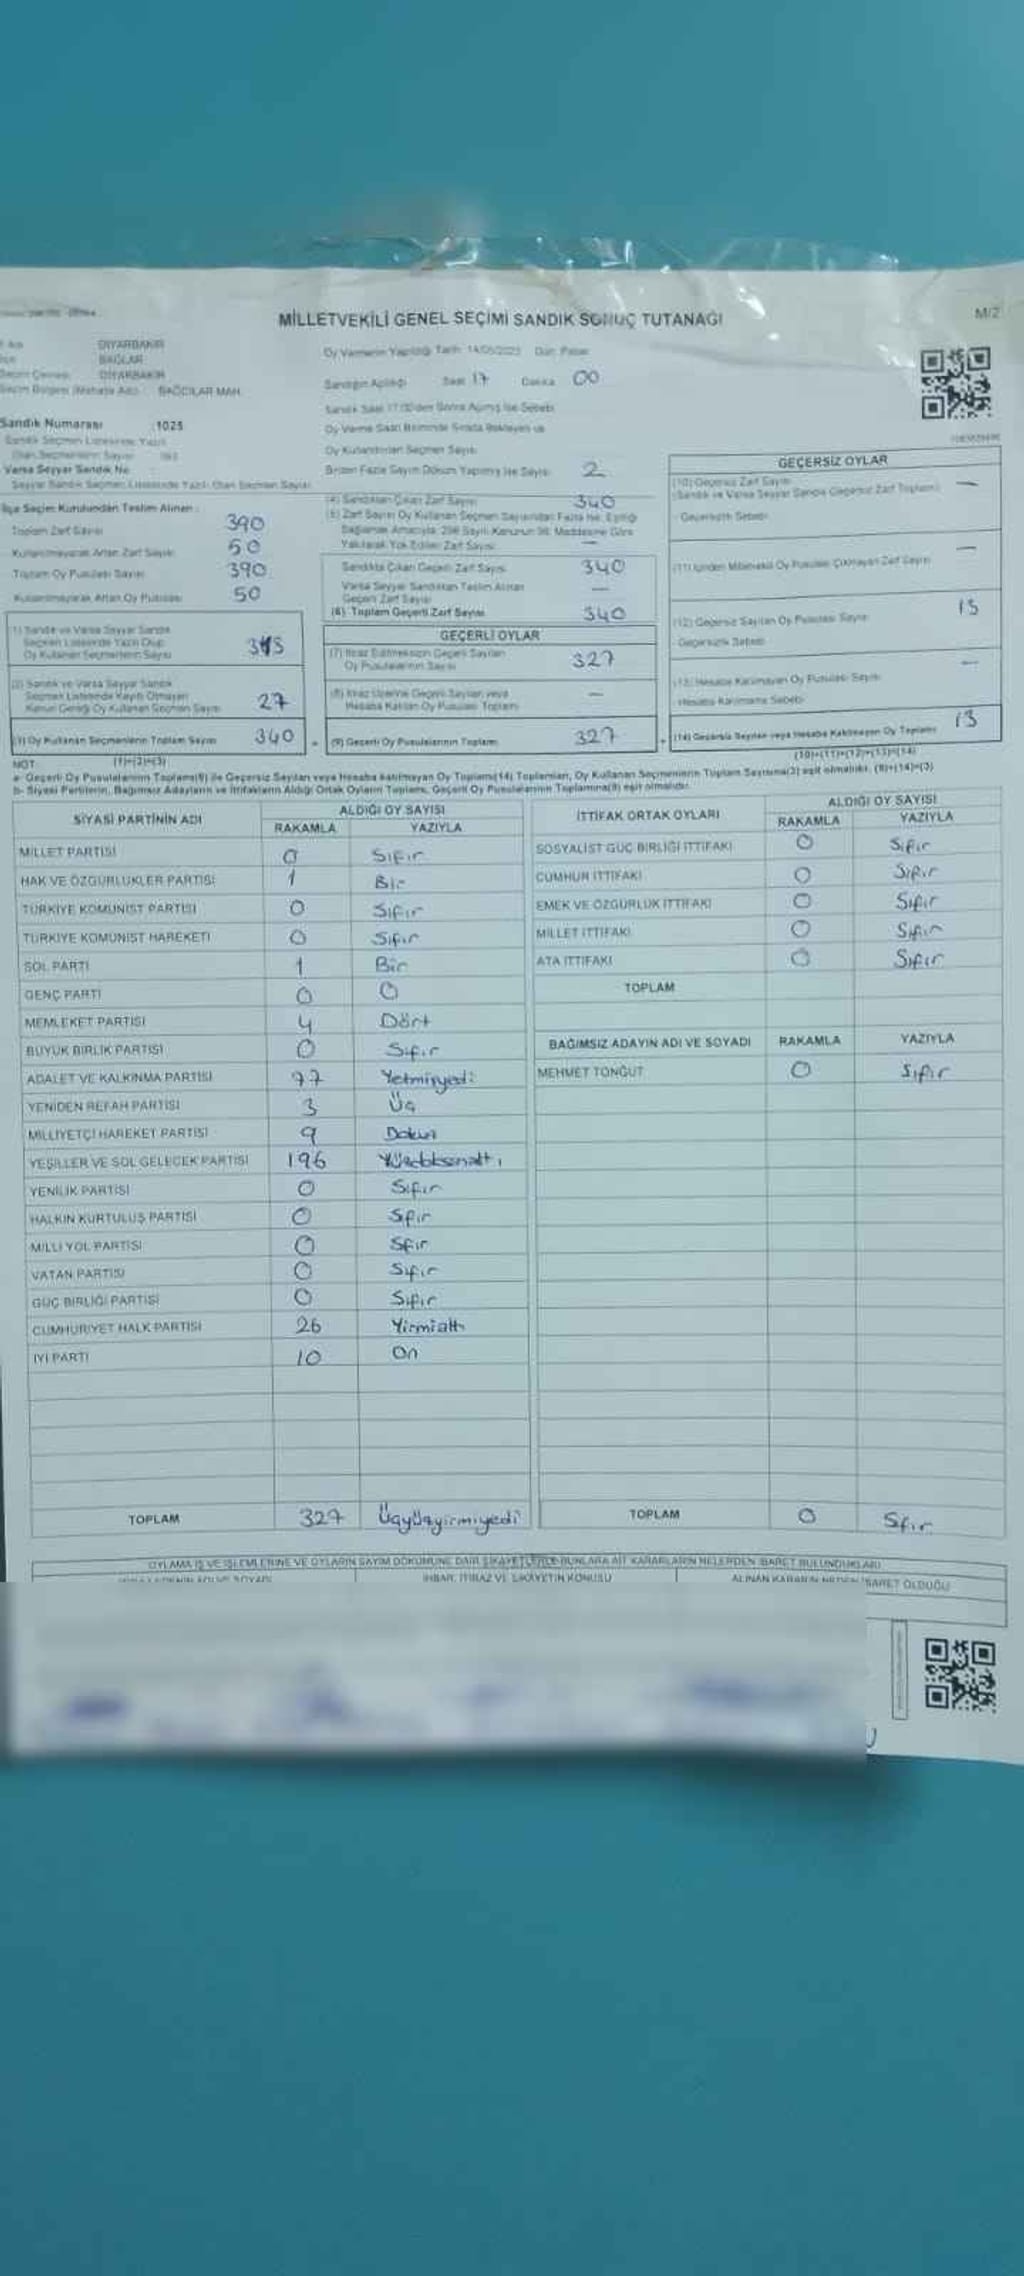 MİLLETVEKİLİ GENEL SEÇİMİ SANDIK SONUÇ TUTANAĞI
M/2
DİYARBAKIR
BAĞLAR
DİYARBAKIR
BAĞCILAR MAH.
Oy Vermenin Yapıldığı Tarih: 14/05/2023 Gün: Pazar
Sandığın Açıldığı Saat 17 Dakika 00
Sandık Numarası 1025
Sandık Saat 17:00'den Sonra Açılmış İse Sebebi
Oy Verme Saati Bitiminde Sırada Bekleyen ve
Oy Kullandırılan Seçmen Sayısı
Varsa Seyyar Sandık No
Seyyar Sandık Seçmen Listesinde Yazılı Olan Seçmen Sayısı
Birden Fazla Sayım Döküm Yapılmış İse Sayısı 2
İlçe Seçim Kurulundan Teslim Alınan
Toplam Zarf Sayısı 390
Kullanılmayarak Artan Zarf Sayısı 50
Toplam Oy Pusulası Sayısı 390
Kullanılmayarak Artan Oy Pusulası 50
(1) Sandık ve Varsa Seyyar Sandık
Seçmen Listesinde Yazılı Olup
Oy Kullanan Seçmenlerin Sayısı
(2) Sandık ve Varsa Seyyar Sandık
Seçmen Listesinde Kayıtlı Olmayan
Kanun Gereği Oy Kullanan Seçmen Sayısı 27
(3) Oy Kullanan Seçmenlerin Toplam Sayısı 340
(1)+(2)=(3)
(4) Sandıktan Çıkan Zarf Sayısı 340
(5) Zarf Sayısı Oy Kullanan Seçmen Sayısından Fazla İse, Eşitliği
Sağlamak Amacıyla 298 Sayılı Kanunun 98. Maddesine Göre
Yakılarak Yok Edilen Zarf Sayısı —
Sandıkta Çıkan Geçerli Zarf Sayısı 340
Varsa Seyyar Sandıktan Teslim Alınan
Geçerli Zarf Sayısı —
(6) Toplam Geçerli Zarf Sayısı 340
GEÇERLİ OYLAR
(7) İtiraz Edilmeksizin Geçerli Sayılan
Oy Pusulalarının Sayısı 327
(8) İtiraz Üzerine Geçerli Sayılan veya
Hesaba Katılan Oy Pusulası Toplamı —
(9) Geçerli Oy Pusulalarının Toplamı 327
GEÇERSİZ OYLAR
(10) Geçersiz Zarf Sayısı —
(Sandık ve Varsa Seyyar Sandık Geçersiz Zarf Toplamı)
Geçersizlik Sebebi
(11) İçinden Milletvekili Oy Pusulası Çıkmayan Zarf Sayısı —
(12) Geçersiz Sayılan Oy Pusulası Sayısı 13
Geçersizlik Sebebi
(13) Hesaba Katılmayan Oy Pusulası Sayısı —
Hesaba Katılmama Sebebi
(14) Geçersiz Sayılan veya Hesaba Katılmayan Oy Toplamı 13
(10)+(11)+(12)+(13)=(14)
NOT
a- Geçerli Oy Pusulalarının Toplamı(9) ile Geçersiz Sayılan veya Hesaba katılmayan Oy Toplamı(14) Toplamları, Oy Kullanan Seçmenlerin Toplam Sayısına(3) eşit olmalıdır. (9)+(14)=(3)
b- Siyasi Partilerin, Bağımsız Adayların ve İttifakların Aldığı Ortak Oyların Toplamı, Geçerli Oy Pusulalarının Toplamına(9) eşit olmalıdır.
SİYASİ PARTİNİN ADI ALDIĞI OY SAYISI
RAKAMLA YAZIYLA
MİLLET PARTİSİ 0 Sıfır
HAK VE ÖZGÜRLÜKLER PARTİSİ 1 Bir
TÜRKİYE KOMÜNİST PARTİSİ 0 Sıfır
TÜRKİYE KOMÜNİST HAREKETİ 0 Sıfır
SOL PARTİ 1 Bir
GENÇ PARTİ 0 0
MEMLEKET PARTİSİ 4 Dört
BÜYÜK BİRLİK PARTİSİ 0 Sıfır
ADALET VE KALKINMA PARTİSİ 77 Yetmişyedi
YENİDEN REFAH PARTİSİ 3 Üç
MİLLİYETÇİ HAREKET PARTİSİ 9 Dokuz
YEŞİLLER VE SOL GELECEK PARTİSİ 196
YENİLİK PARTİSİ 0 Sıfır
HALKIN KURTULUŞ PARTİSİ 0 Sıfır
MİLLİ YOL PARTİSİ 0 Sfır
VATAN PARTİSİ 0 Sıfır
GÜÇ BİRLİĞİ PARTİSİ 0 Sıfır
CUMHURİYET HALK PARTİSİ 26 Yirmialtı
İYİ PARTİ 10 On
TOPLAM 327 Üçyüzyirmiyedi
İTTİFAK ORTAK OYLARI ALDIĞI OY SAYISI
RAKAMLA YAZIYLA
SOSYALİST GÜÇ BİRLİĞİ İTTİFAKI 0 Sıfır
CUMHUR İTTİFAKI 0 Sıfır
EMEK VE ÖZGÜRLÜK İTTİFAKI 0 Sıfır
MİLLET İTTİFAKI 0 Sıfır
ATA İTTİFAKI 0 Sıfır
TOPLAM
BAĞIMSIZ ADAYIN ADI VE SOYADI RAKAMLA YAZIYLA
MEHMET TONĞUT 0 Sıfır
TOPLAM 0 Sfır
OYLAMA İŞ VE İŞLEMLERİNE VE OYLARIN SAYIM DÖKÜMÜNE DAİR ŞİKAYETLERLE BUNLARA AİT KARARLARIN NELERDEN İBARET BULUNDUKLARI
İHBAR, İTİRAZ VE ŞİKAYETİN KONUSU
ALINAN KARARIN NEDEN İBARET OLDUĞU